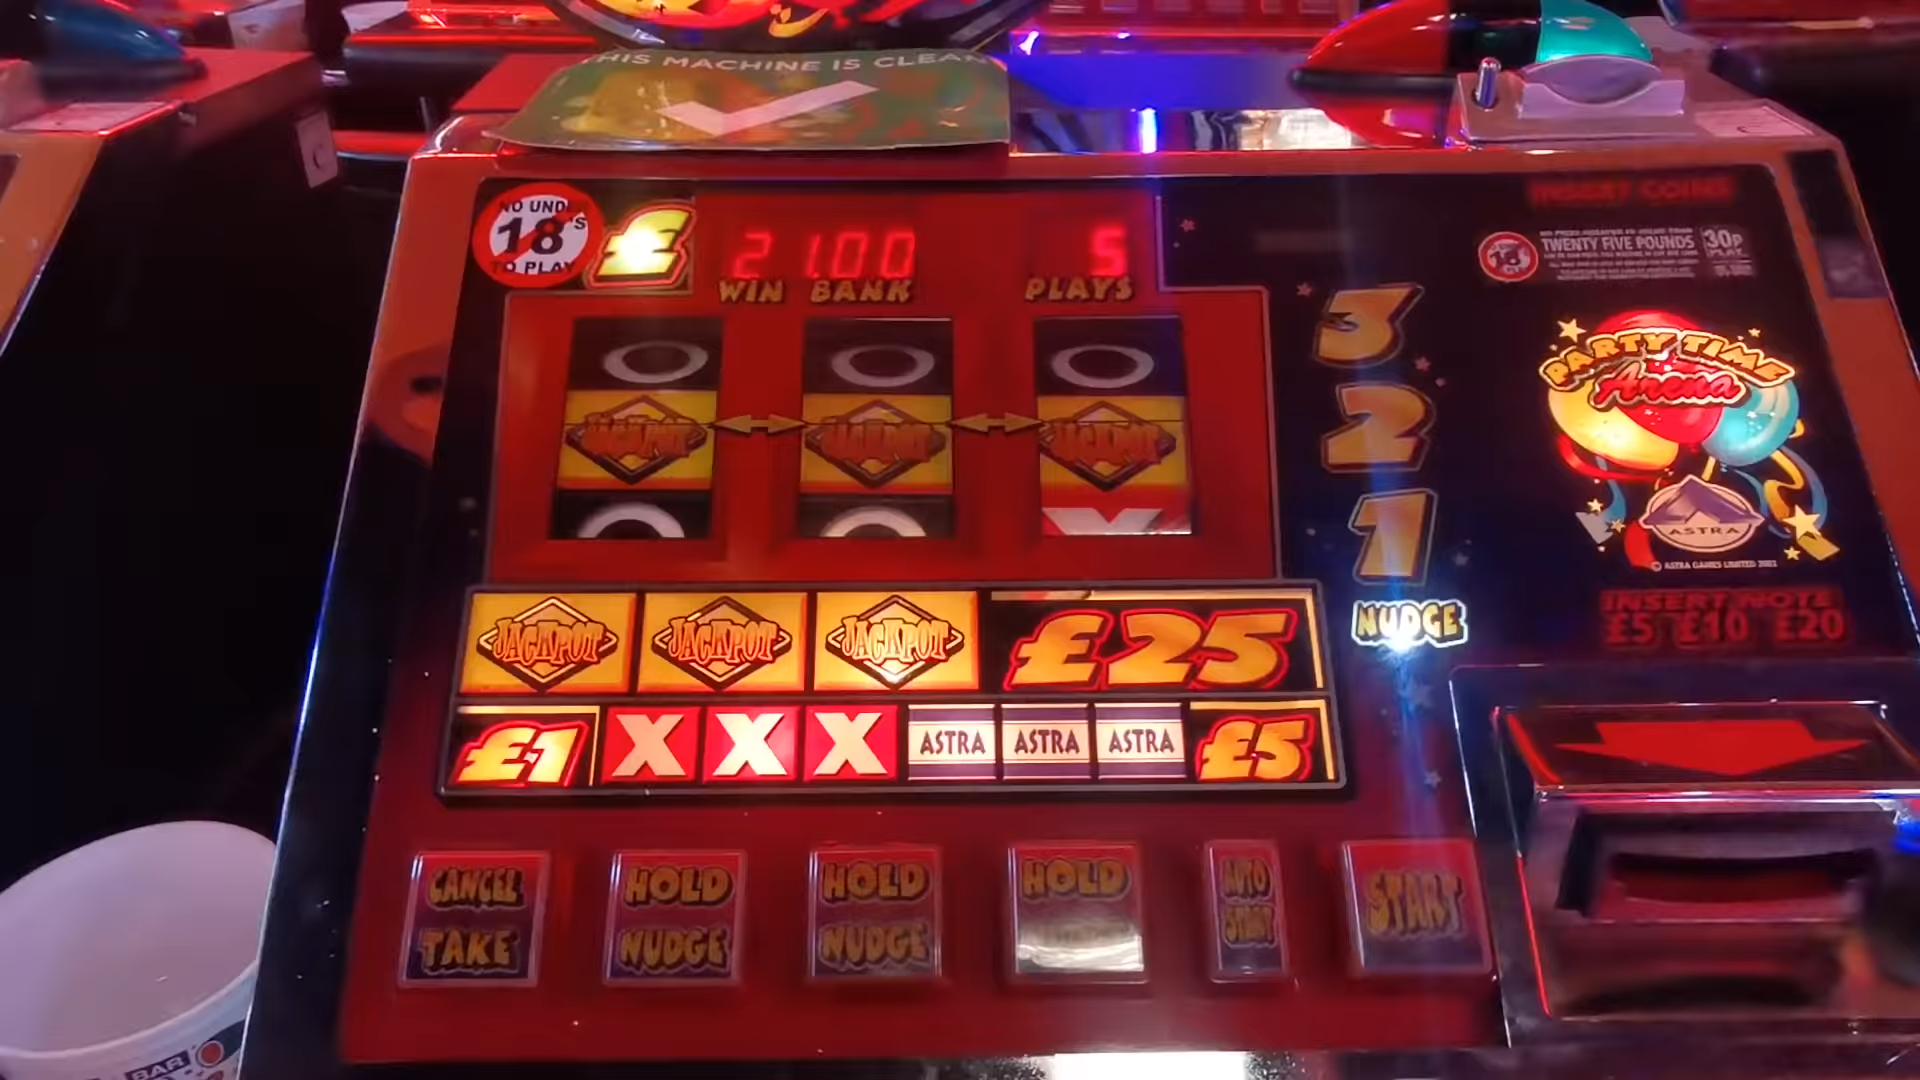 THIS MACHINE IS CLEAN
NO UNDER
18's
TO PLAY
£
21.00
5
WIN BANK
PLAYS
INSERT COINS
TWENTY FIVE POUNDS
30p
PLAY
18
3
2
1
NUDGE
JACKPOT
JACKPOT
JACKPOT
PARTY TIME
Arena
ASTRA
© ASTRA GAMES LIMITED
INSERT NOTE
£5 £10 £20
JACKPOT JACKPOT JACKPOT £25
£1 X X X ASTRA ASTRA ASTRA £5
CANCEL
TAKE
HOLD
NUDGE
HOLD
NUDGE
HOLD
AUTO
START
START
BAR